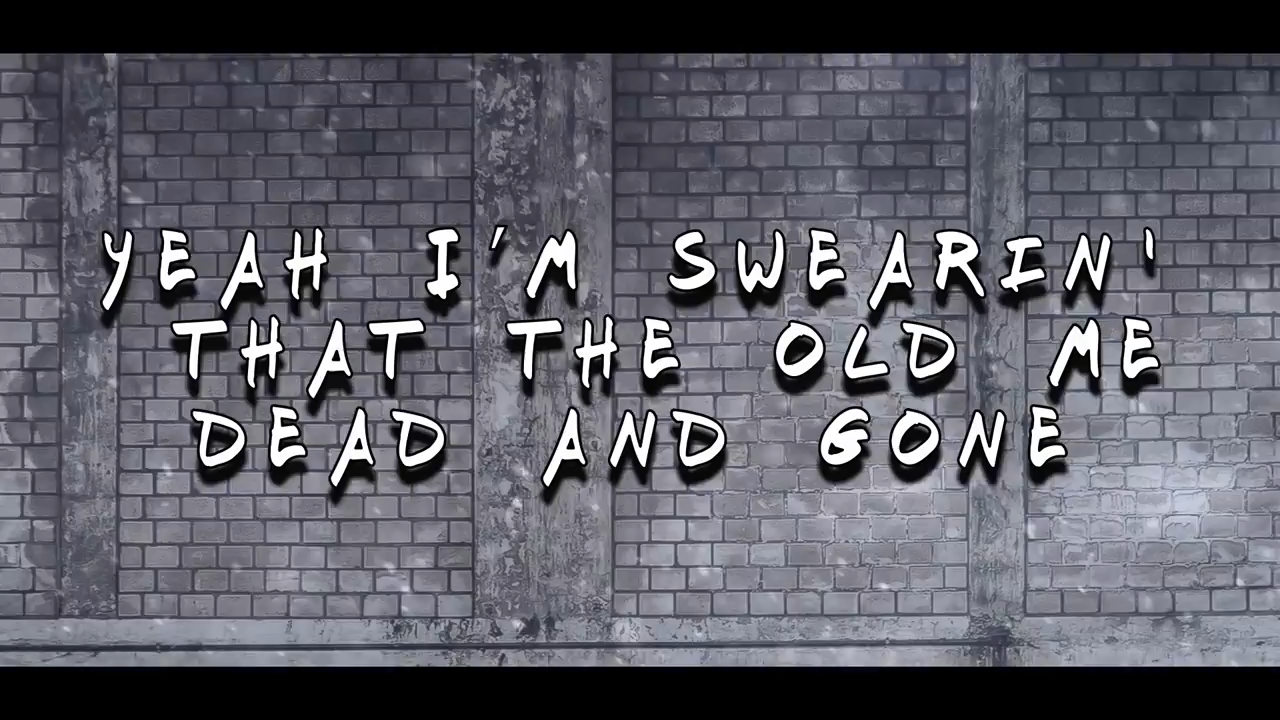 YEAH I'M SWEARIN'
THAT THE OLD ME
DEAD AND GONE